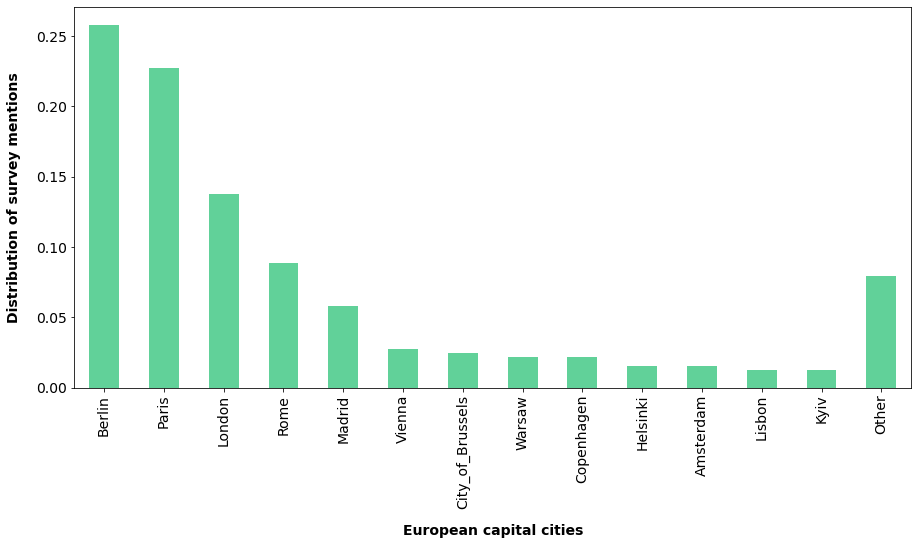 Distribution of survey mentions
0.25
0.20
0.15
0.10
0.05
0.00
Berlin
Paris
London
Rome
Madrid
Vienna
City_of_Brussels
Warsaw
Copenhagen
Helsinki
Amsterdam
Lisbon
Kyiv
Other
European capital cities